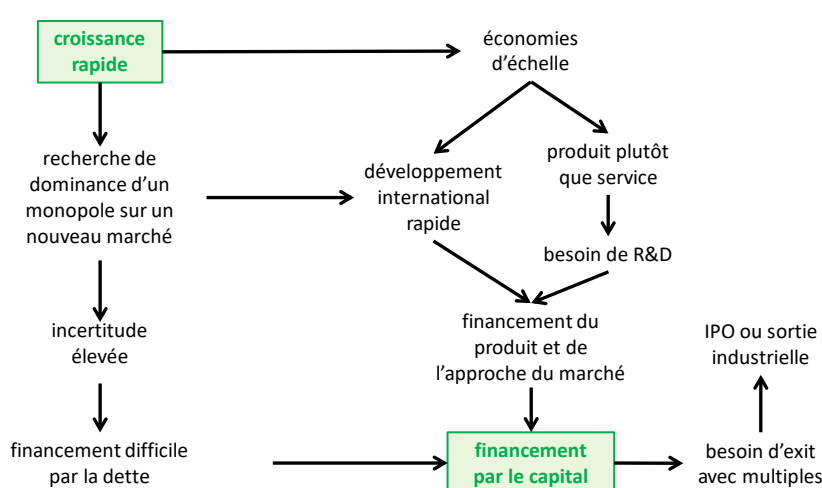 croissance
rapide
économies
d’échelle
recherche de
dominance d’un
monopole sur un
nouveau marché
développement
international
rapide
produit plutôt
que service
besoin de R&D
incertitude
élevée
financement du
produit et de
l’approche du marché
IPO ou sortie
industrielle
financement difficile
par la dette
financement
par le capital
besoin d’exit
avec multiples